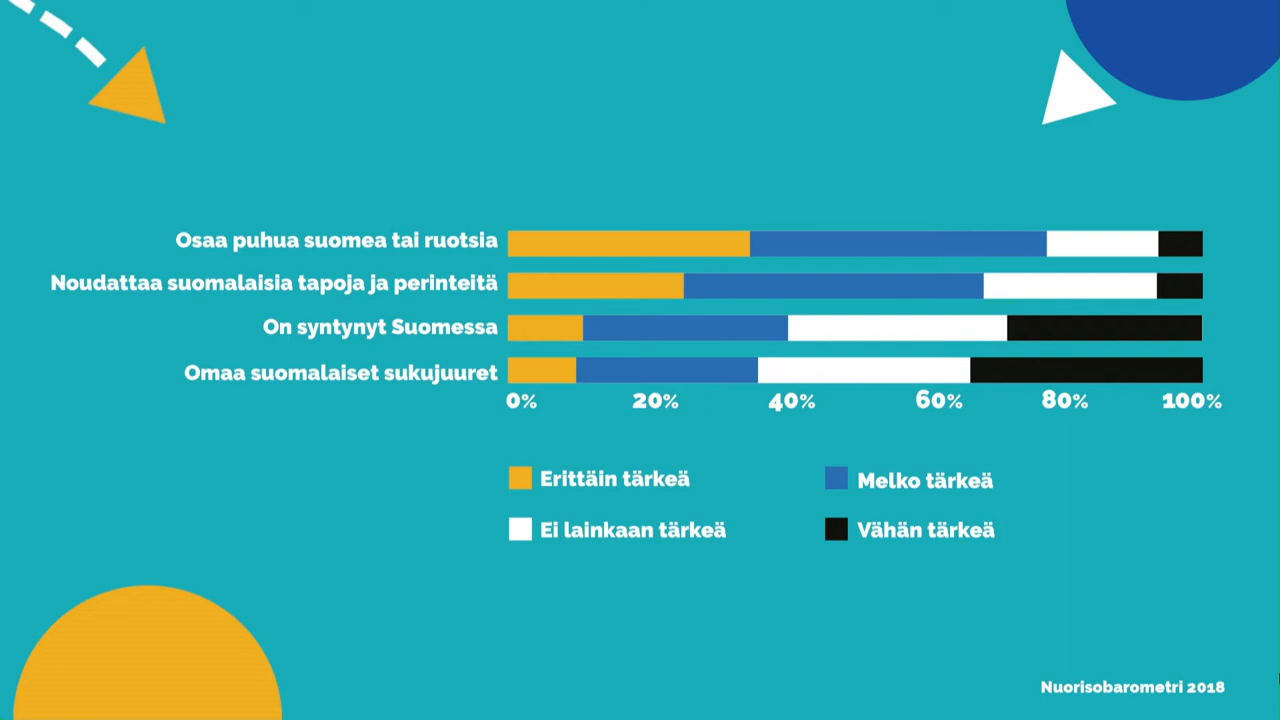 Osaa puhua suomea tai ruotsia
Noudattaa suomalaisia tapoja ja perinteitä
On syntynyt Suomessa
Omaa suomalaiset sukujuuret
0% 20% 40% 60% 80% 100%
Erittäin tärkeä Melko tärkeä
Ei lainkaan tärkeä Vähän tärkeä
Nuorisobarometri 2018